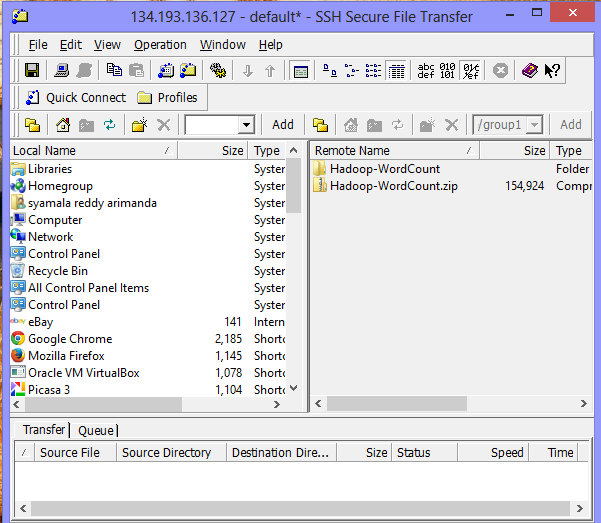 134.193.136.127 - default* - SSH Secure File Transfer
File Edit View Operation Window Help
abc def 010 101
Quick Connect Profiles
Add /group1 Add
Local Name / Size Type
Libraries Syster
Homegroup Syster
syamala reddy arimanda Syster
Computer Syster
Network Syster
Control Panel Syster
Recycle Bin Syster
All Control Panel Items Syster
Control Panel Syster
eBay 141 Intern
Google Chrome 2,185 Shortc
Mozilla Firefox 1,145 Shortc
Oracle VM VirtualBox 1,078 Shortc
Picasa 3 1,104 Shortc
Remote Name / Size Type
Hadoop-WordCount Folder
Hadoop-WordCount.zip 154,924 Compr
Transfer Queue
/ Source File Source Directory Destination Dire... Size Status Speed Time